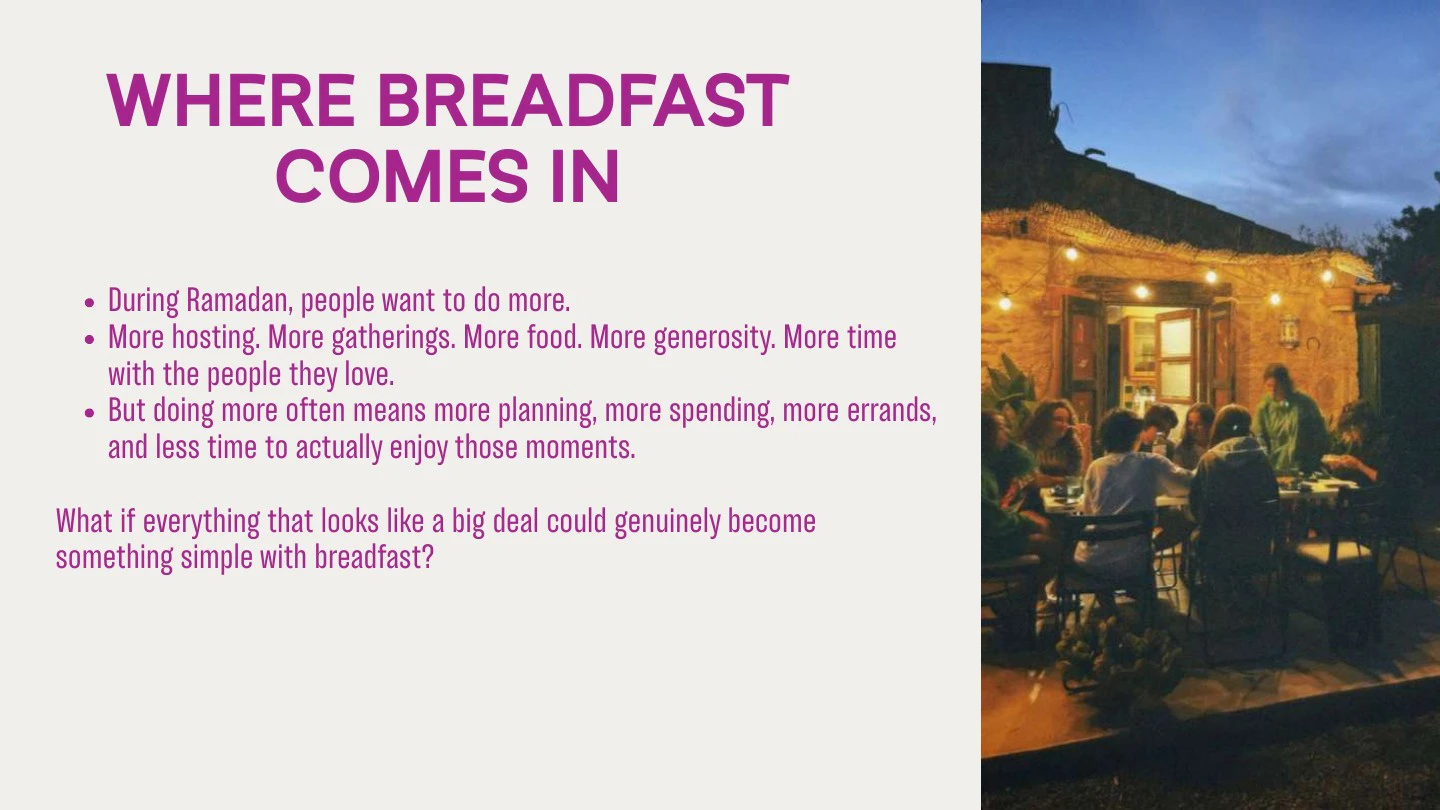 WHERE BREADFAST
COMES IN
• During Ramadan, people want to do more.
• More hosting. More gatherings. More food. More generosity. More time
with the people they love.
• But doing more often means more planning, more spending, more errands,
and less time to actually enjoy those moments.
What if everything that looks like a big deal could genuinely become
something simple with breadfast?